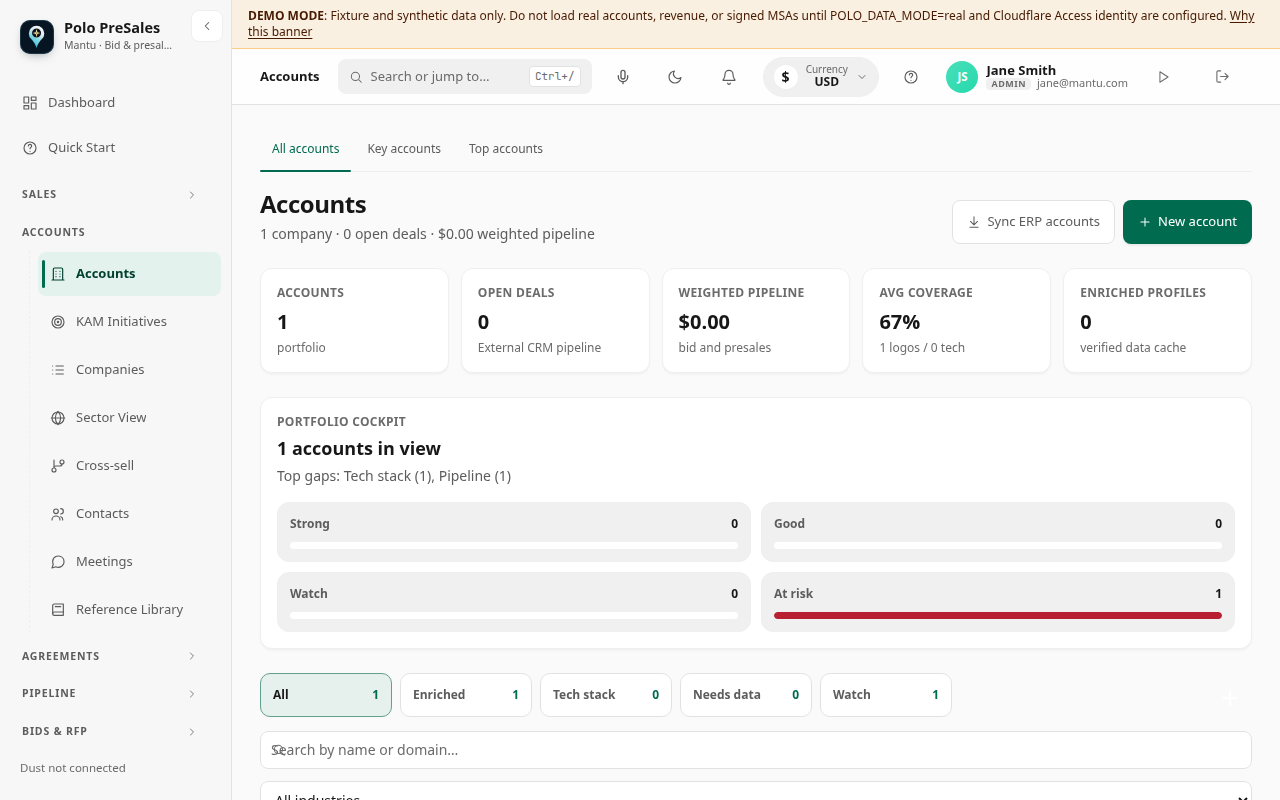 Polo PreSales
Mantu · Bid & presal...
Dashboard
Quick Start
SALES
ACCOUNTS
Accounts
KAM Initiatives
Companies
Sector View
Cross-sell
Contacts
Meetings
Reference Library
AGREEMENTS
PIPELINE
BIDS & RFP
Dust not connected
DEMO MODE: Fixture and synthetic data only. Do not load real accounts, revenue, or signed MSAs until POLO_DATA_MODE=real and Cloudflare Access identity are configured. Why
this banner
Accounts
Search or jump to...
Ctrl+/
$
Currency
USD
JS
Jane Smith
ADMIN jane@mantu.com
All accounts
Key accounts
Top accounts
Accounts
1 company · 0 open deals · $0.00 weighted pipeline
Sync ERP accounts
New account
ACCOUNTS
1
portfolio
OPEN DEALS
0
External CRM pipeline
WEIGHTED PIPELINE
$0.00
bid and presales
AVG COVERAGE
67%
1 logos / 0 tech
ENRICHED PROFILES
0
verified data cache
PORTFOLIO COCKPIT
1 accounts in view
Top gaps: Tech stack (1), Pipeline (1)
Strong 0
Good 0
Watch 0
At risk 1
All 1
Enriched 1
Tech stack 0
Needs data 0
Watch 1
Search by name or domain...
All industries